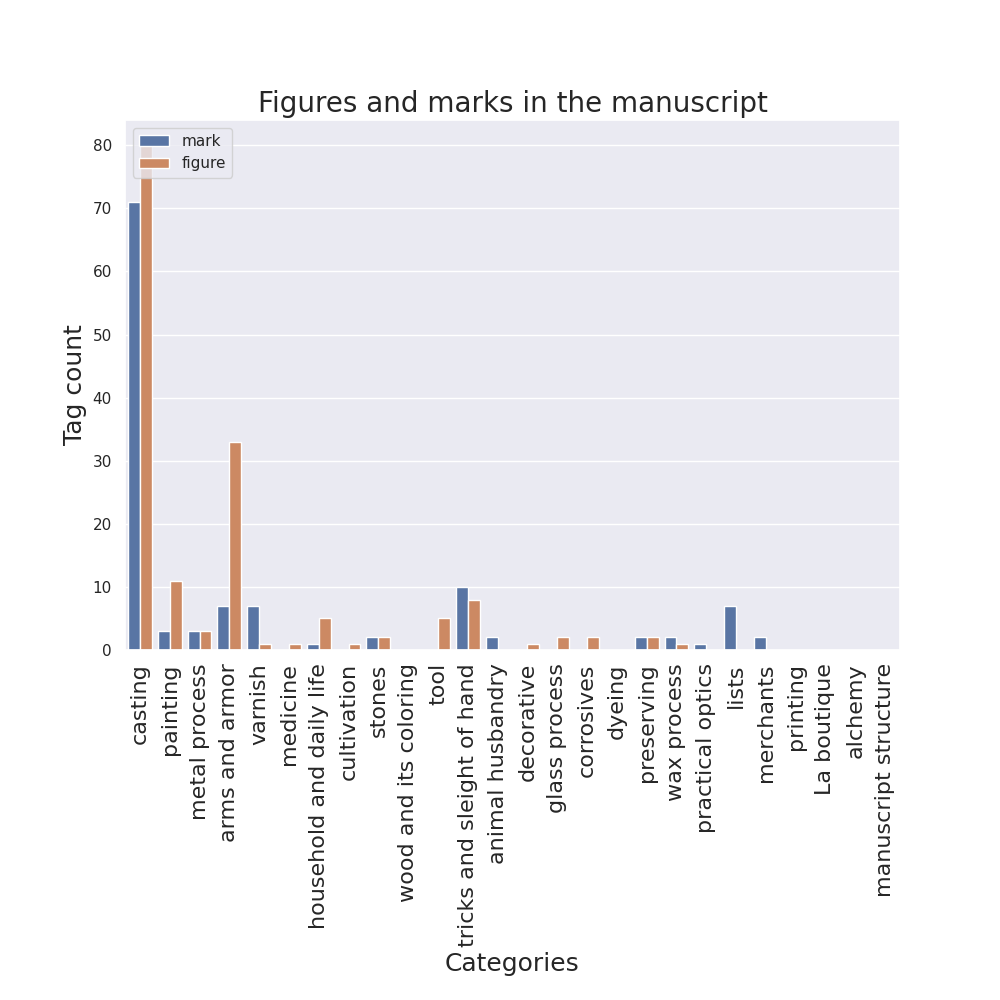 Figures and marks in the manuscript
mark
figure
80
70
60
50
40
30
20
10
0
Tag count
casting
painting
metal process
arms and armor
varnish
medicine
household and daily life
cultivation
stones
wood and its coloring
tool
tricks and sleight of hand
animal husbandry
decorative
glass process
corrosives
dyeing
preserving
wax process
practical optics
lists
merchants
printing
La boutique
alchemy
manuscript structure
Categories